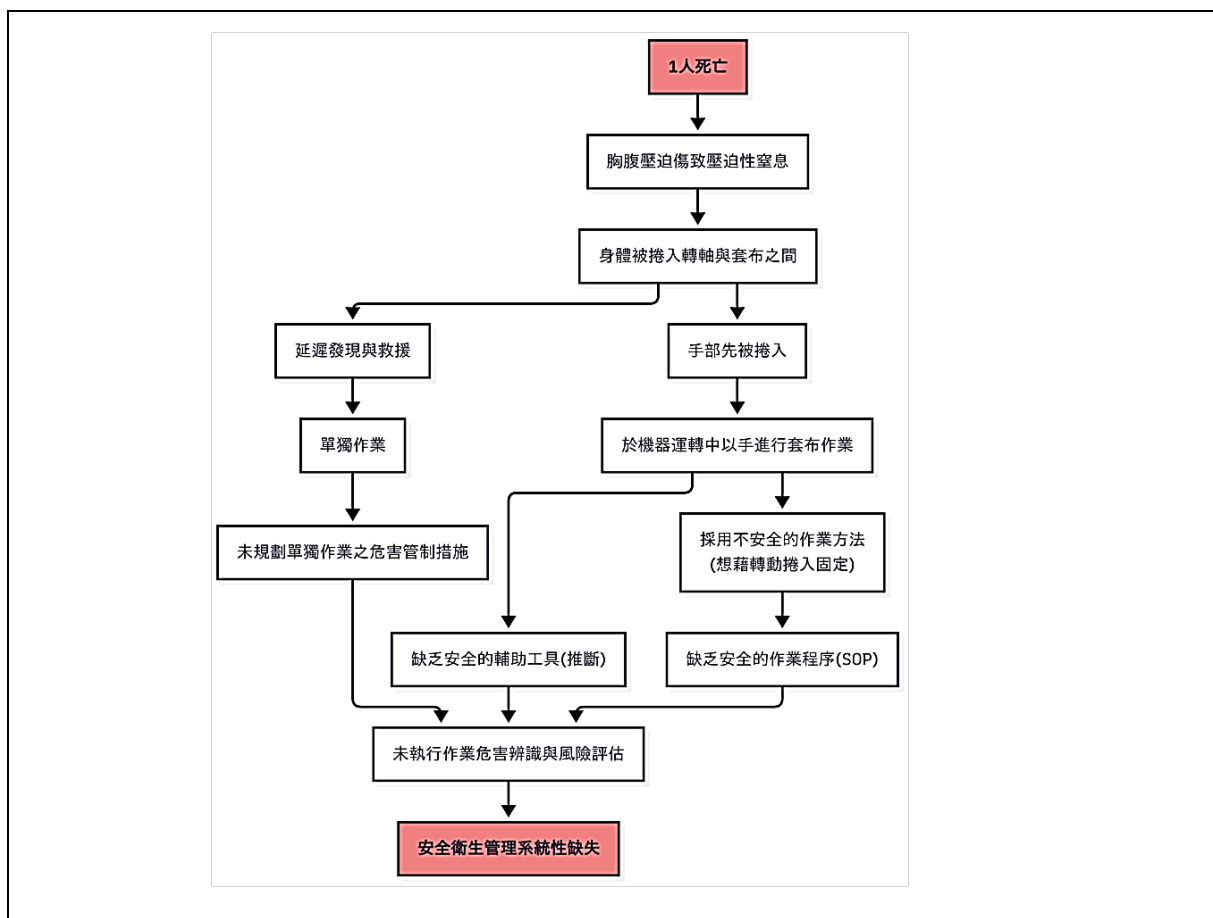 1人死亡
胸腹壓迫傷致壓迫性窒息
身體被捲入轉軸與套布之間
延遲發現與救援
手部先被捲入
單獨作業
於機器運轉中以手進行套布作業
未規劃單獨作業之危害管制措施
採用不安全的作業方法
(想藉轉動捲入固定)
缺乏安全的輔助工具(推斷)
缺乏安全的作業程序(SOP)
未執行作業危害辨識與風險評估
安全衛生管理系統性缺失